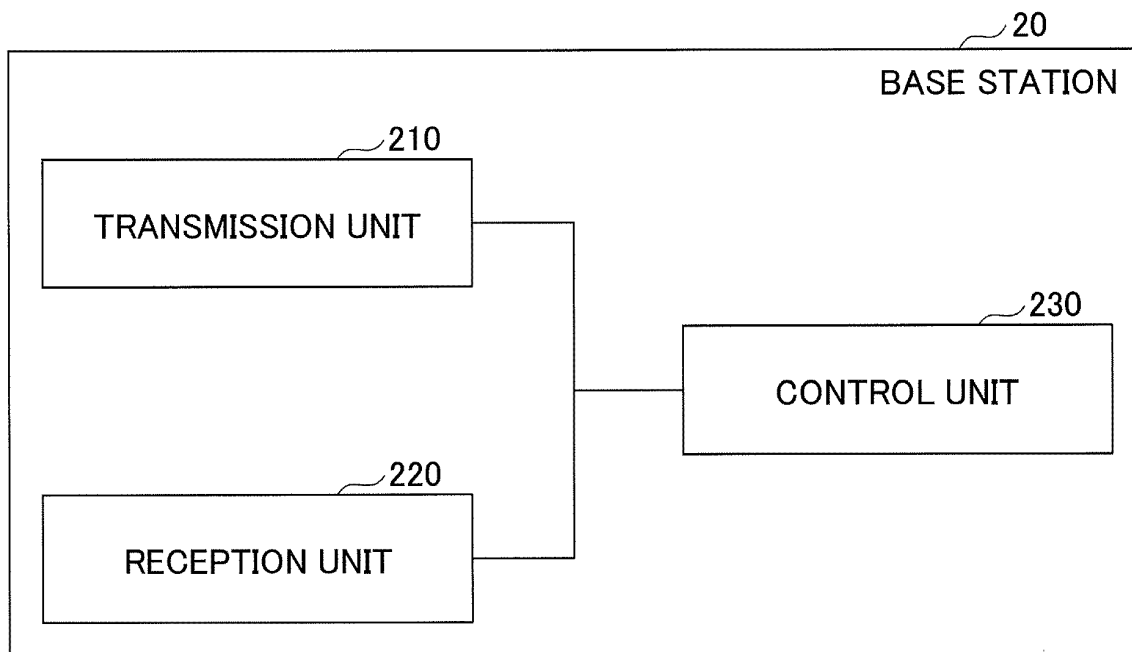 20
BASE STATION
210
TRANSMISSION UNIT
230
CONTROL UNIT
220
RECEPTION UNIT